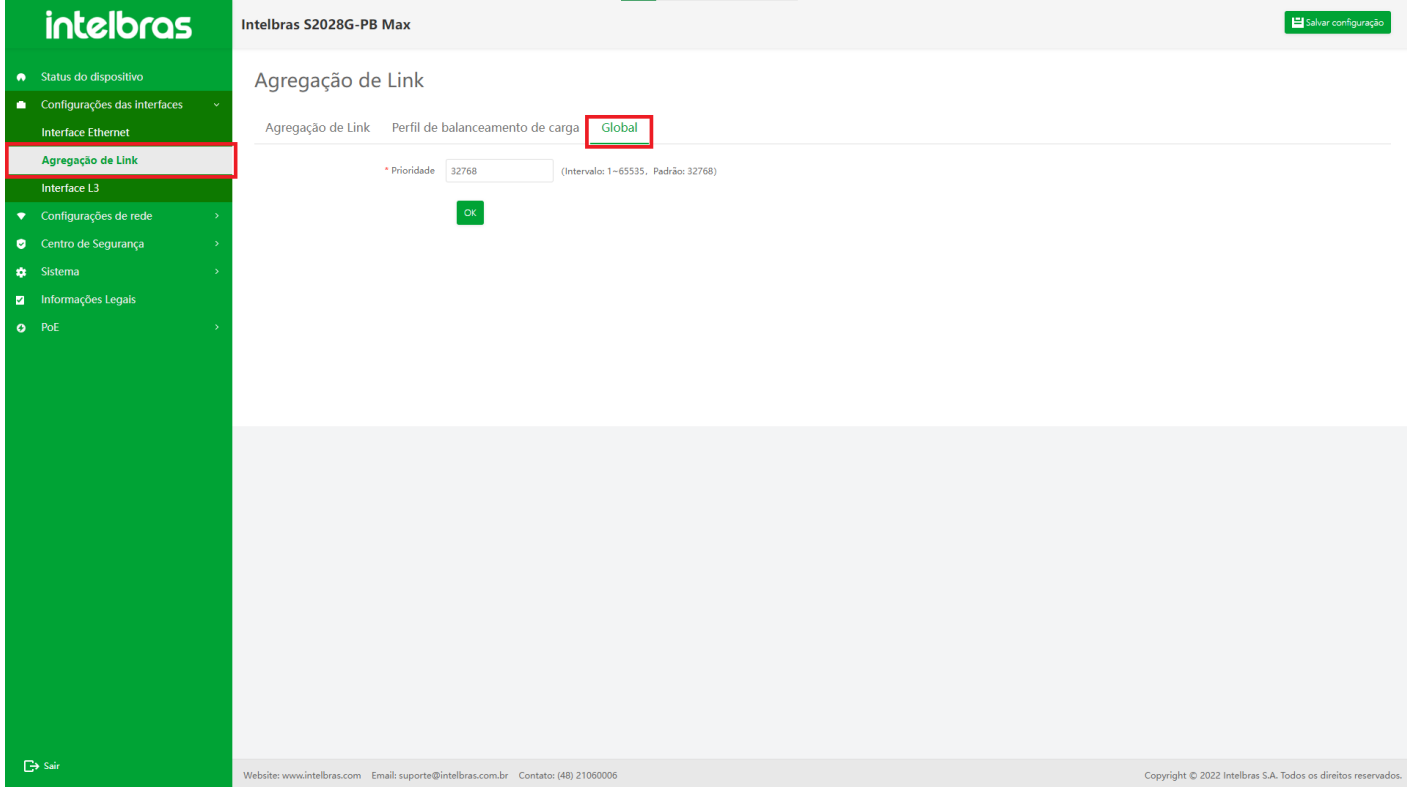 intelbras
Intelbras S2028G-PB Max
Salvar configuração
Status do dispositivo
Configurações das interfaces
Interface Ethernet
Agregação de Link
Interface L3
Configurações de rede
Centro de Segurança
Sistema
Informações Legais
PoE
Sair
Agregação de Link
Agregação de Link Perfil de balanceamento de carga Global
* Prioridade 32768 (Intervalo: 1~65535, Padrão: 32768)
OK
Website: www.intelbras.com Email: suporte@intelbras.com.br Contato: (48) 21060006
Copyright © 2022 Intelbras S.A. Todos os direitos reservados.